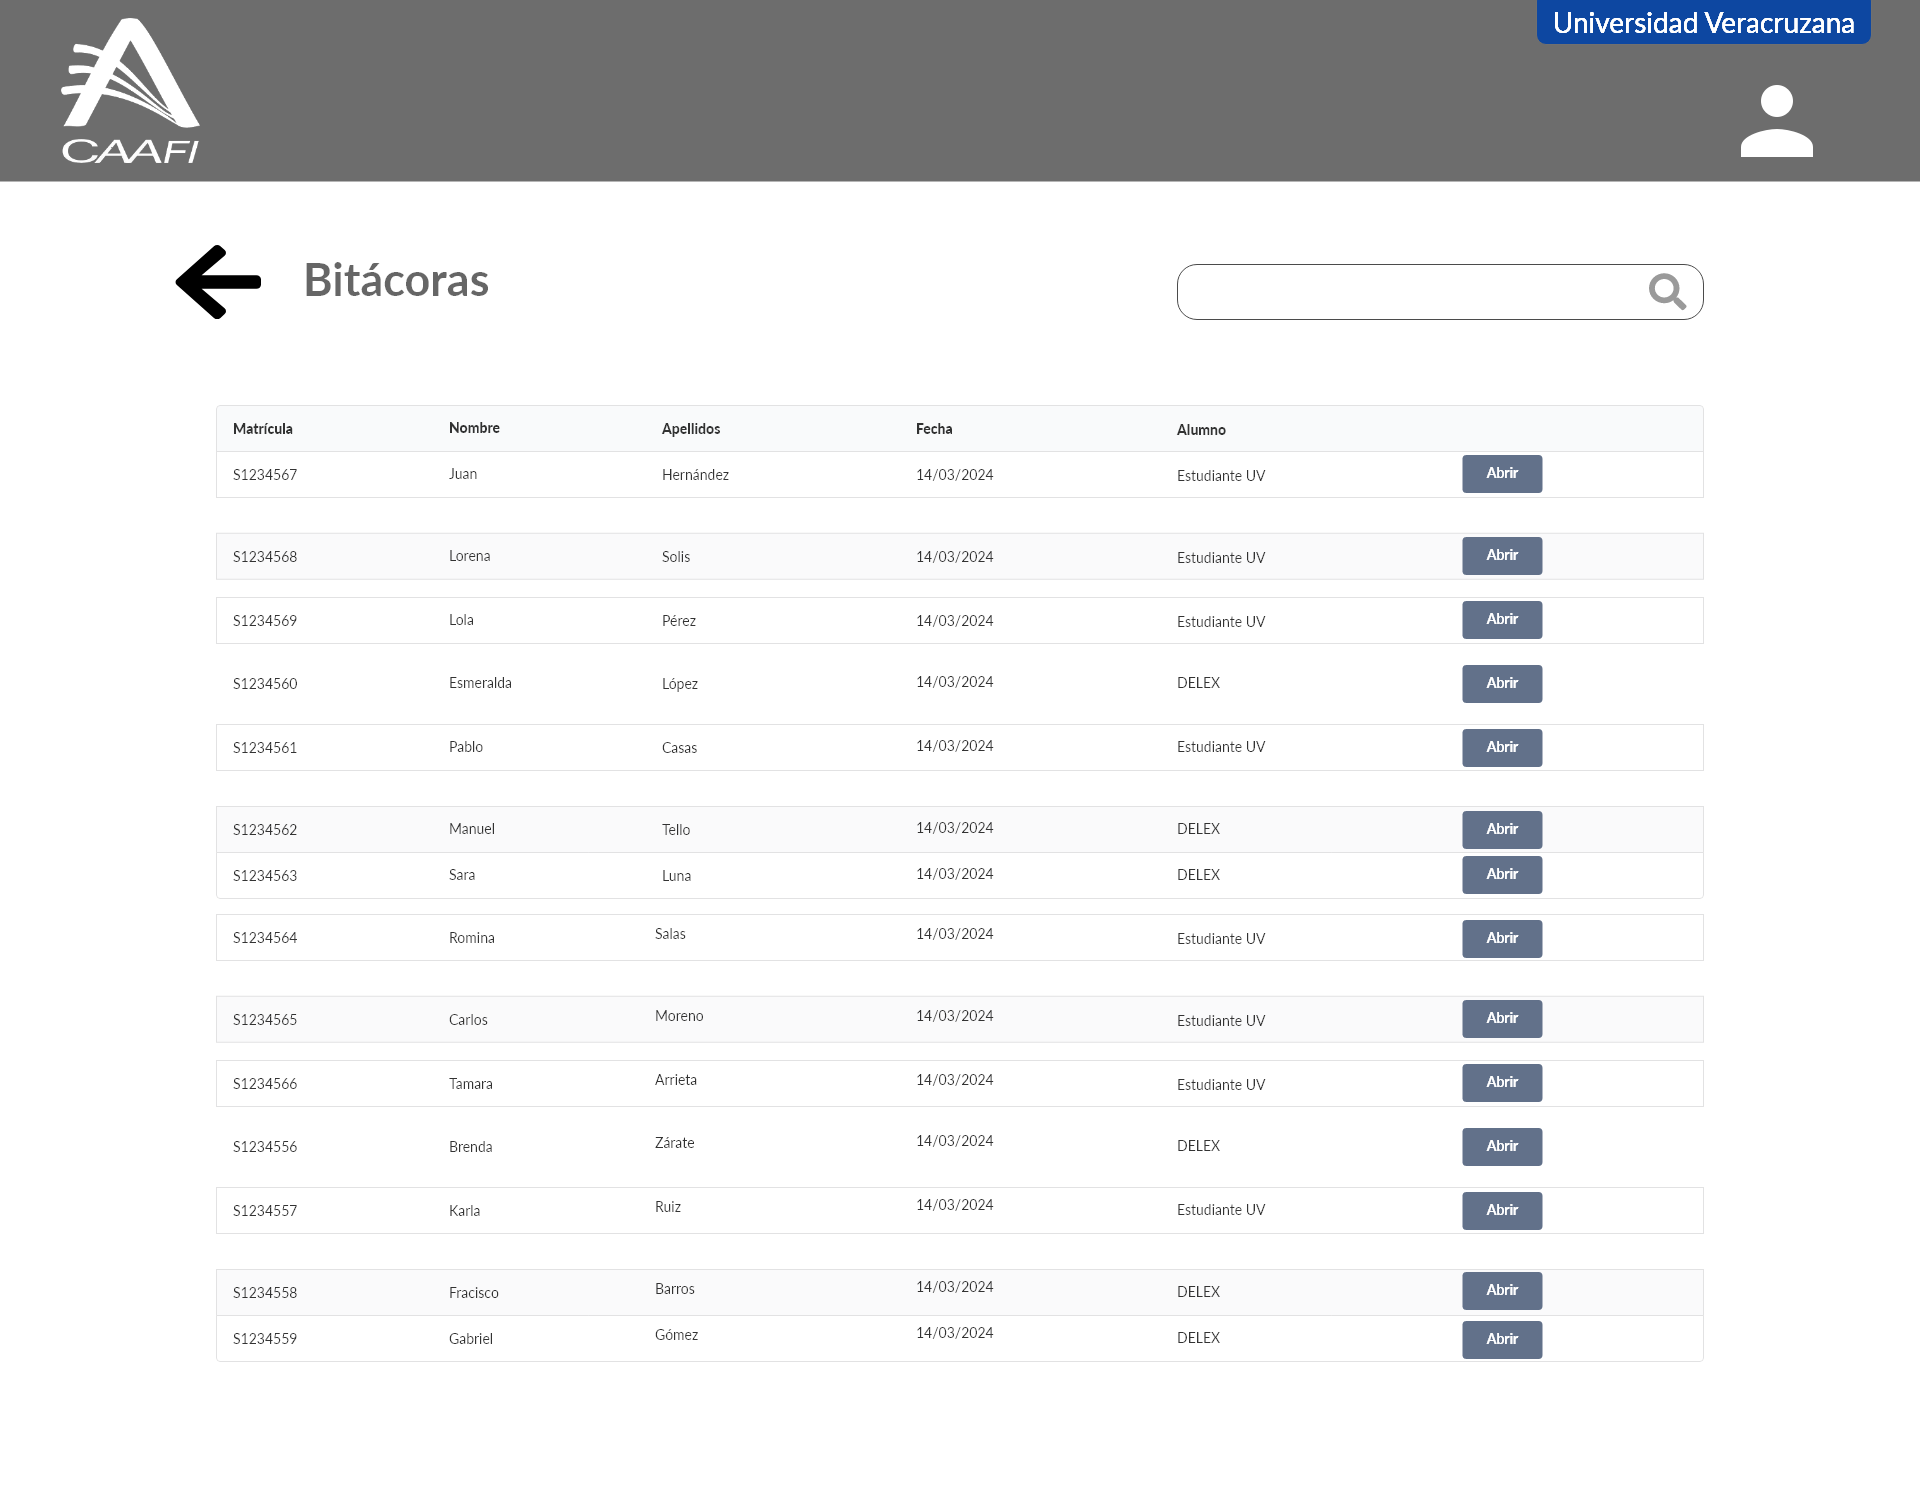 Universidad Veracruzana
CAAFI
Bitácoras
Matrícula Nombre Apellidos Fecha Alumno
S1234567 Juan Hernández 14/03/2024 Estudiante UV Abrir
S1234568 Lorena Solis 14/03/2024 Estudiante UV Abrir
S1234569 Lola Pérez 14/03/2024 Estudiante UV Abrir
S1234560 Esmeralda López 14/03/2024 DELEX Abrir
S1234561 Pablo Casas 14/03/2024 Estudiante UV Abrir
S1234562 Manuel Tello 14/03/2024 DELEX Abrir
S1234563 Sara Luna 14/03/2024 DELEX Abrir
S1234564 Romina Salas 14/03/2024 Estudiante UV Abrir
S1234565 Carlos Moreno 14/03/2024 Estudiante UV Abrir
S1234566 Tamara Arrieta 14/03/2024 Estudiante UV Abrir
S1234556 Brenda Zárate 14/03/2024 DELEX Abrir
S1234557 Karla Ruiz 14/03/2024 Estudiante UV Abrir
S1234558 Fracisco Barros 14/03/2024 DELEX Abrir
S1234559 Gabriel Gómez 14/03/2024 DELEX Abrir